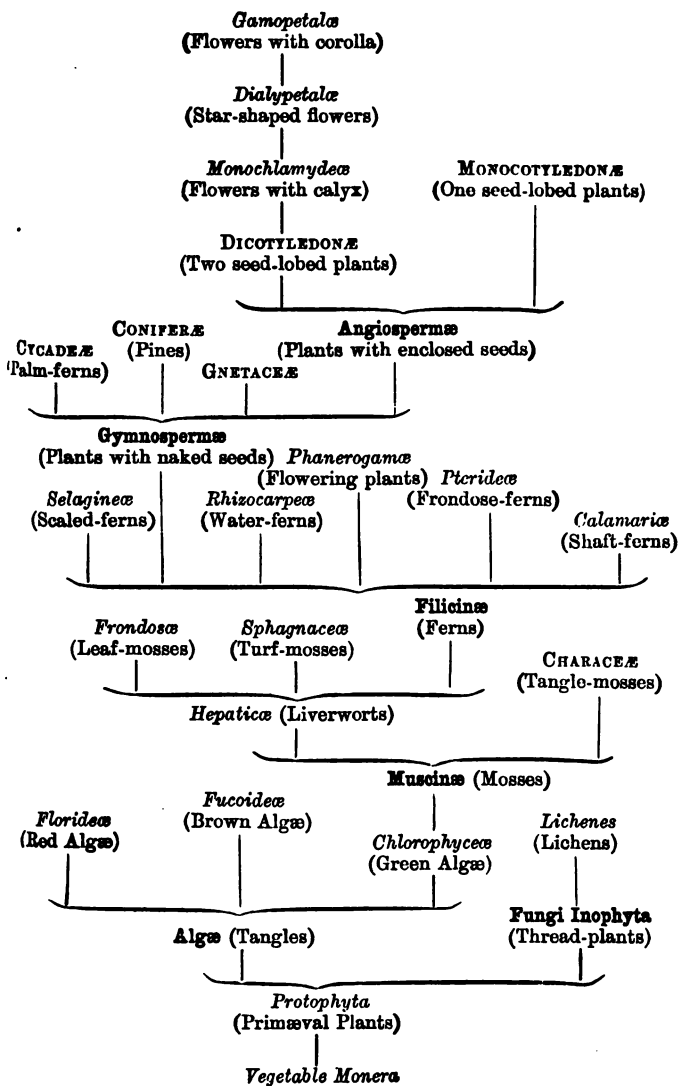 Gamopetalæ
(Flowers with corolla)
Dialypetalæ
(Star-shaped flowers)
Monochlamydeæ
(Flowers with calyx)
MONOCOTYLEDONÆ
(One seed-lobed plants)
DICOTYLEDONÆ
(Two seed-lobed plants)
Angiospermæ
(Plants with enclosed seeds)
CONIFERÆ
(Pines)
CYCADEÆ
(Palm-ferns)
GNETACEÆ
Gymnospermæ
(Plants with naked seeds)
Phanerogamæ
(Flowering plants)
Pterideæ
(Frondose-ferns)
Selagineæ
(Scaled-ferns)
Rhizocarpeæ
(Water-ferns)
Calamariæ
(Shaft-ferns)
Filicinæ
(Ferns)
Frondosæ
(Leaf-mosses)
Sphagnaceæ
(Turf-mosses)
CHARACEÆ
(Tangle-mosses)
Hepaticæ (Liverworts)
Muscinæ (Mosses)
Fucoideæ
(Brown Algæ)
Florideæ
(Red Algæ)
Chlorophyceæ
(Green Algæ)
Lichenes
(Lichens)
Fungi Inophyta
(Thread-plants)
Algæ (Tangles)
Protophyta
(Primæval Plants)
Vegetable Monera